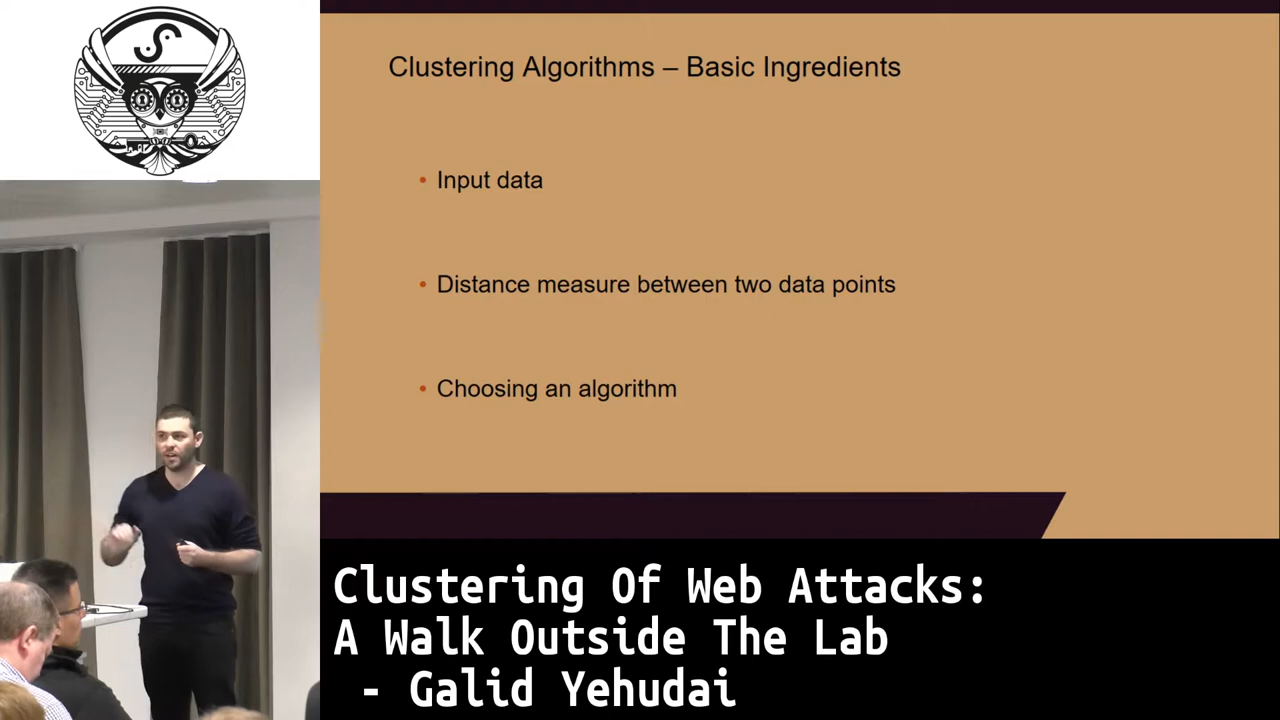 Clustering Algorithms – Basic Ingredients
• Input data
• Distance measure between two data points
• Choosing an algorithm
Clustering Of Web Attacks:
A Walk Outside The Lab
- Galid Yehudai